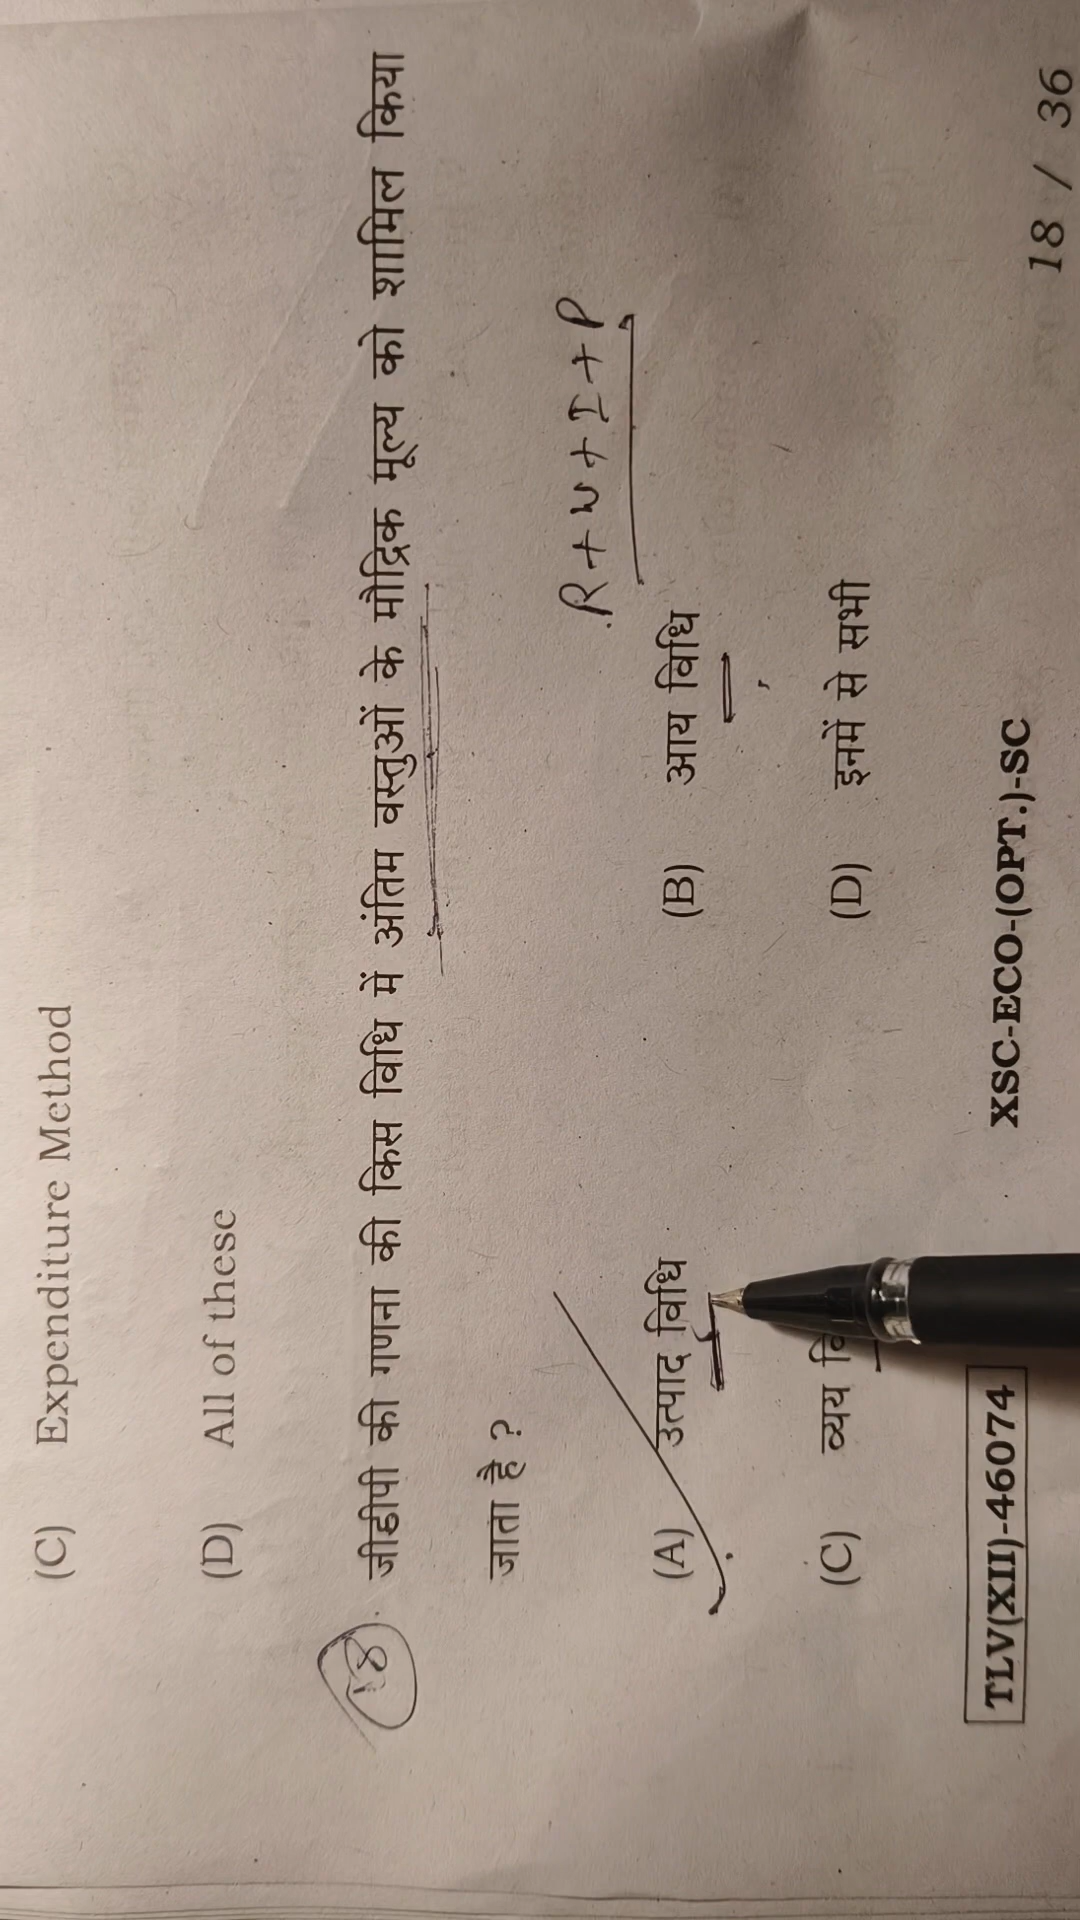 (C) Expenditure Method
(D) All of these
18. जीडीपी की गणना की किस विधि में अंतिम वस्तुओं के मौद्रिक मूल्य को शामिल किया
जाता है ?
R + w + I + P
(A) उत्पाद विधि (B) आय विधि
(C) व्यय (D) इनमें से सभी
TLV(XII)-46074 XSC-ECO-(OPT.)-SC 18 / 36